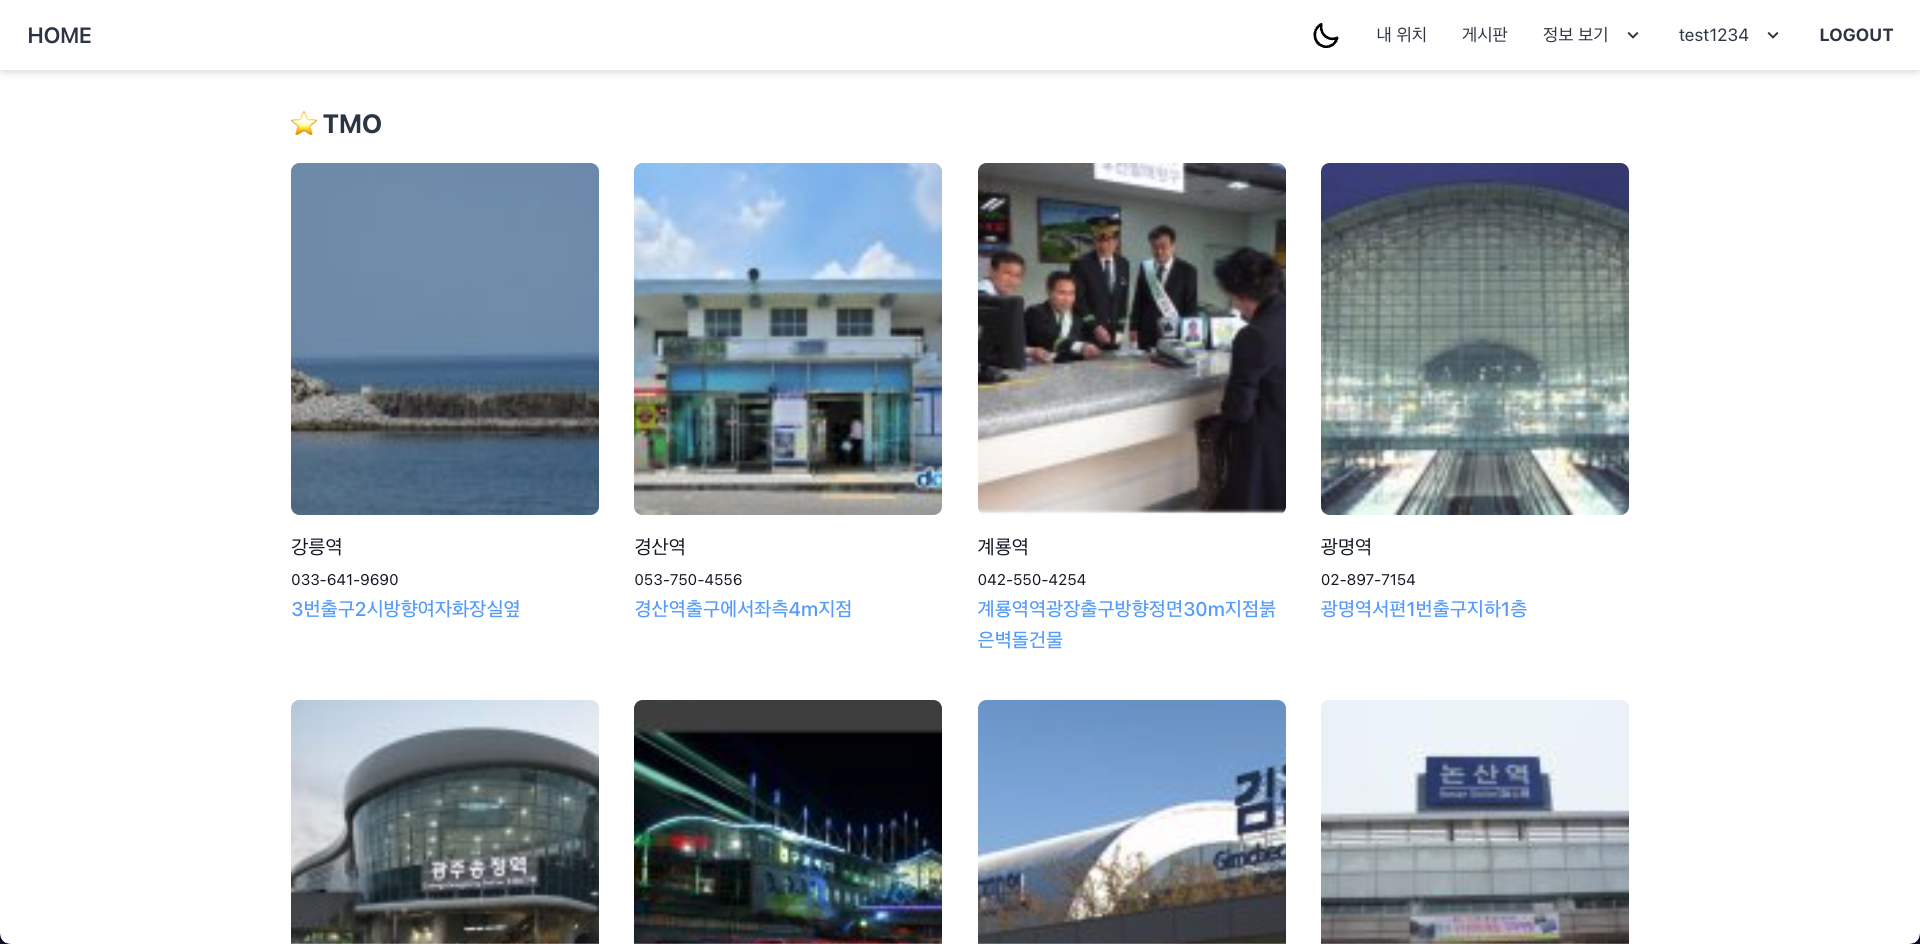 HOME
내 위치
게시판
정보 보기
test1234
LOGOUT
⭐ TMO
강릉역
033-641-9690
3번출구2시방향여자화장실옆
경산역
053-750-4556
경산역출구에서좌측4m지점
계룡역
042-550-4254
계룡역역광장출구방향정면30m지점붉
은벽돌건물
광명역
02-897-7154
광명역서편1번출구지하1층
광주송정역
논산역